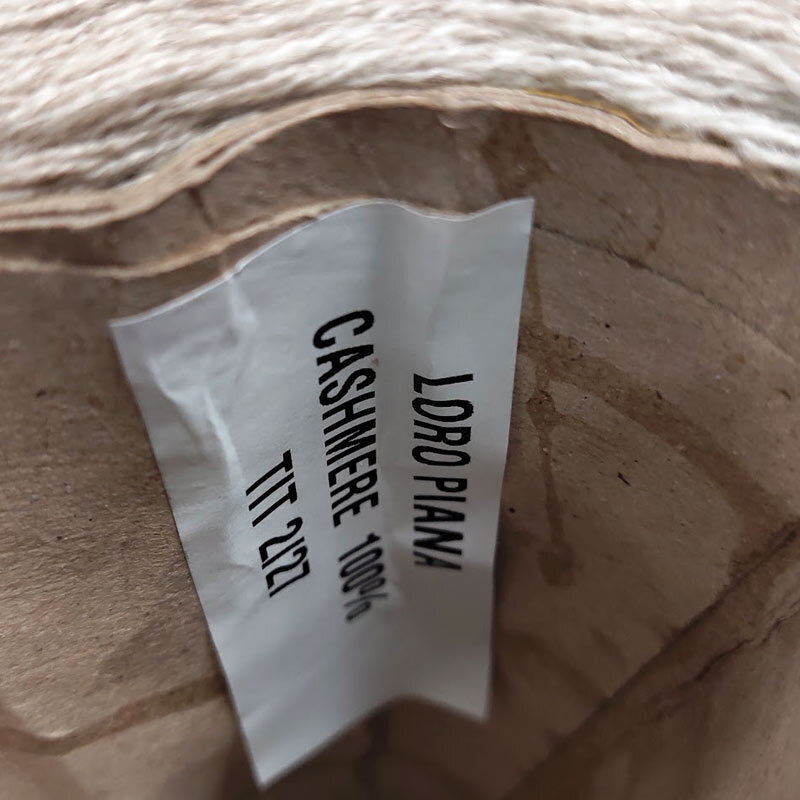 LORO PIANA
CASHMERE 100%
TIT 2\27